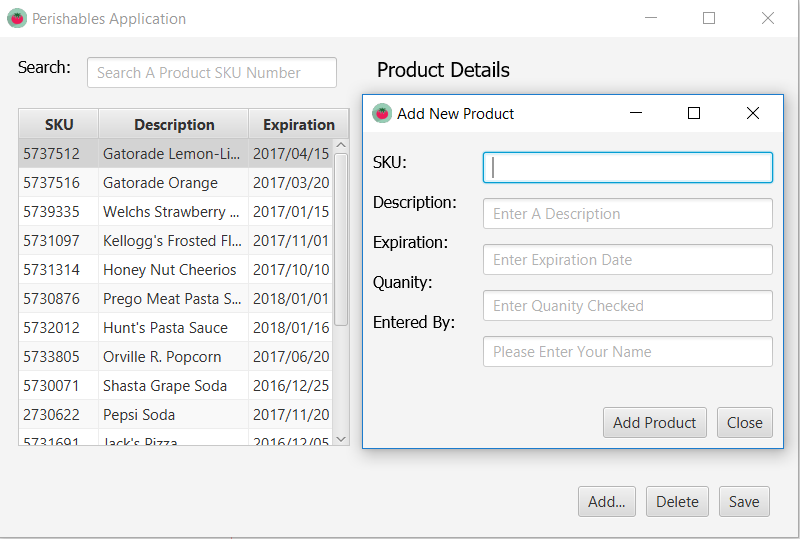 Perishables Application
Search:
Search A Product SKU Number
Product Details
SKU Description Expiration
5737512 Gatorade Lemon-Li... 2017/04/15
5737516 Gatorade Orange 2017/03/20
5739335 Welchs Strawberry ... 2017/01/15
5731097 Kellogg's Frosted Fl... 2017/11/01
5731314 Honey Nut Cheerios 2017/10/10
5730876 Prego Meat Pasta S... 2018/01/01
5732012 Hunt's Pasta Sauce 2018/01/16
5733805 Orville R. Popcorn 2017/06/20
5730071 Shasta Grape Soda 2016/12/25
2730622 Pepsi Soda 2017/11/20
5731691 Jack's Pizza 2016/12/05
Add New Product
SKU:
Description:
Enter A Description
Expiration:
Enter Expiration Date
Quanity:
Enter Quanity Checked
Entered By:
Please Enter Your Name
Add Product Close
Add... Delete Save